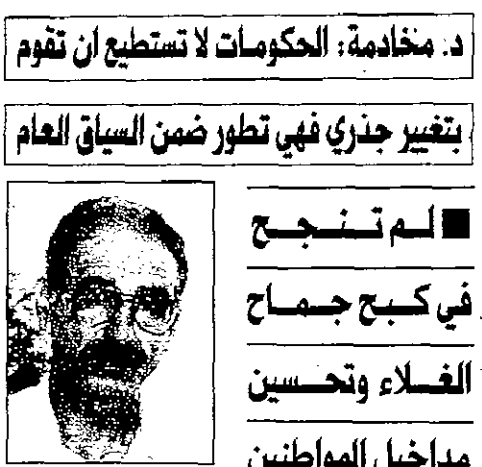 د. مخادمة: الحكومات لا تستطيع ان تقوم
بتغيير جذري فهي تطور ضمن السياق العام
■ لم تنجح
في كبح جماح
الغلاء وتحسين
مداخيل المواطنين